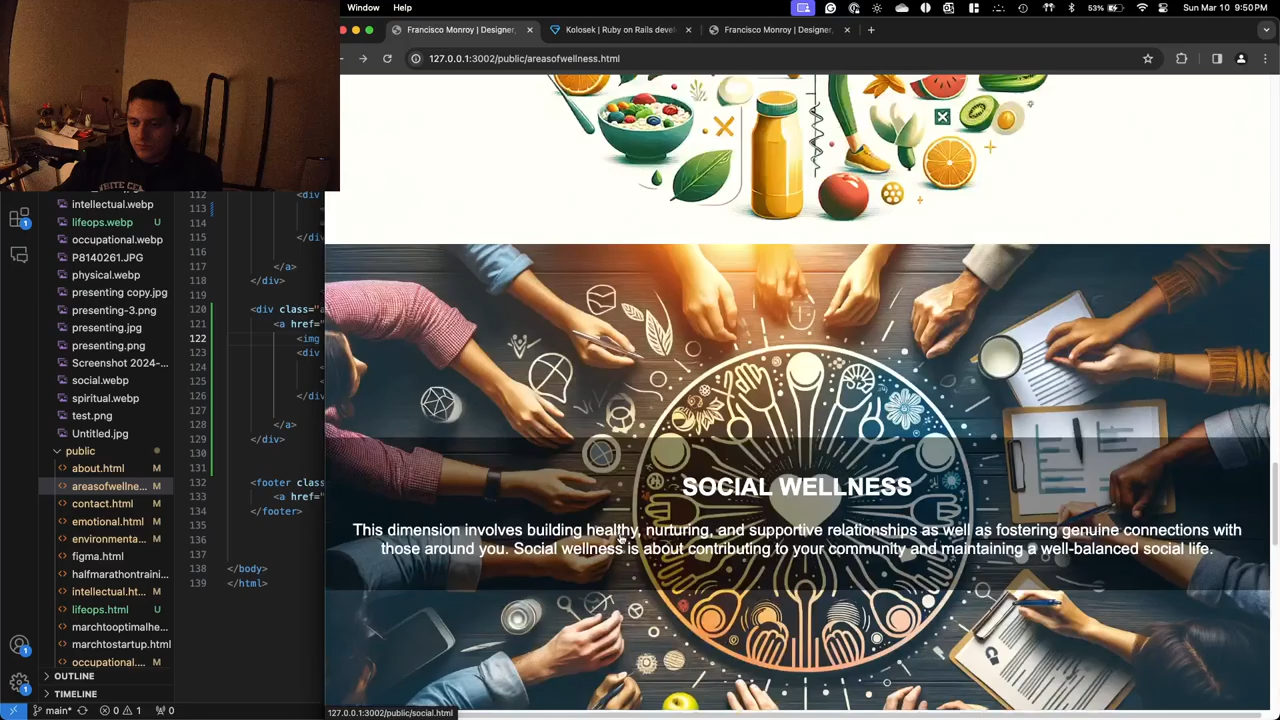 Window Help
53%
Sun Mar 10 9:50 PM
Francisco Monroy | Designer,
Kolosek | Ruby on Rails devel
Francisco Monroy | Designer,
127.0.0.1:3002/public/areasofwellness.html
WHITE
intellectual.webp
lifeops.webp U
occupational.webp
P8140261.JPG
physical.webp
presenting copy.jpg
presenting-3.png
presenting.jpg
presenting.png
Screenshot 2024-...
social.webp
spiritual.webp
test.png
Untitled.jpg
public
about.html M
areasofwellne... M
contact.html M
emotional.html M
environmenta... M
figma.html M
halfmarathontraini...
intellectual.ht... M
lifeops.html U
marchtooptimalhe...
marchtostartup.html M
occupational.... M
OUTLINE
TIMELINE
main* 0 1 0
112 <div
113
114
115 </di
116
117 </a>
118 </div>
119
120 <div class="a
121 <a href="
122 <img
123 <div
124
125
126 </di
127
128 </a>
129 </div>
130
131
132 <footer class
133 <a href="
134 </footer>
135
136
137
138 </body>
139 </html>
SOCIAL WELLNESS
This dimension involves building healthy, nurturing, and supportive relationships as well as fostering genuine connections with
those around you. Social wellness is about contributing to your community and maintaining a well-balanced social life.
127.0.0.1:3002/public/social.html